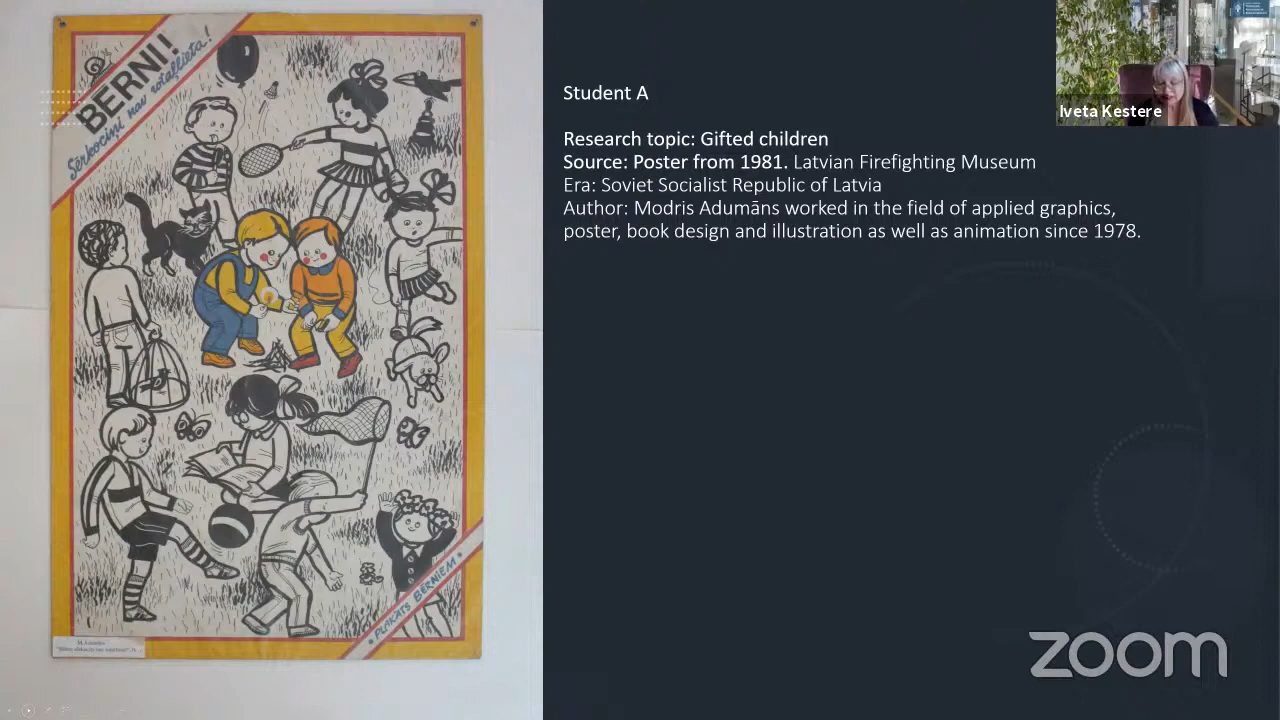 BĒRNI!
Sērkociņi nav rotaļlieta!
• PLAKĀTS BĒRNIEM •
Student A
Research topic: Gifted children
Source: Poster from 1981. Latvian Firefighting Museum
Era: Soviet Socialist Republic of Latvia
Author: Modris Adumāns worked in the field of applied graphics,
poster, book design and illustration as well as animation since 1978.
Iveta Kestere
zoom